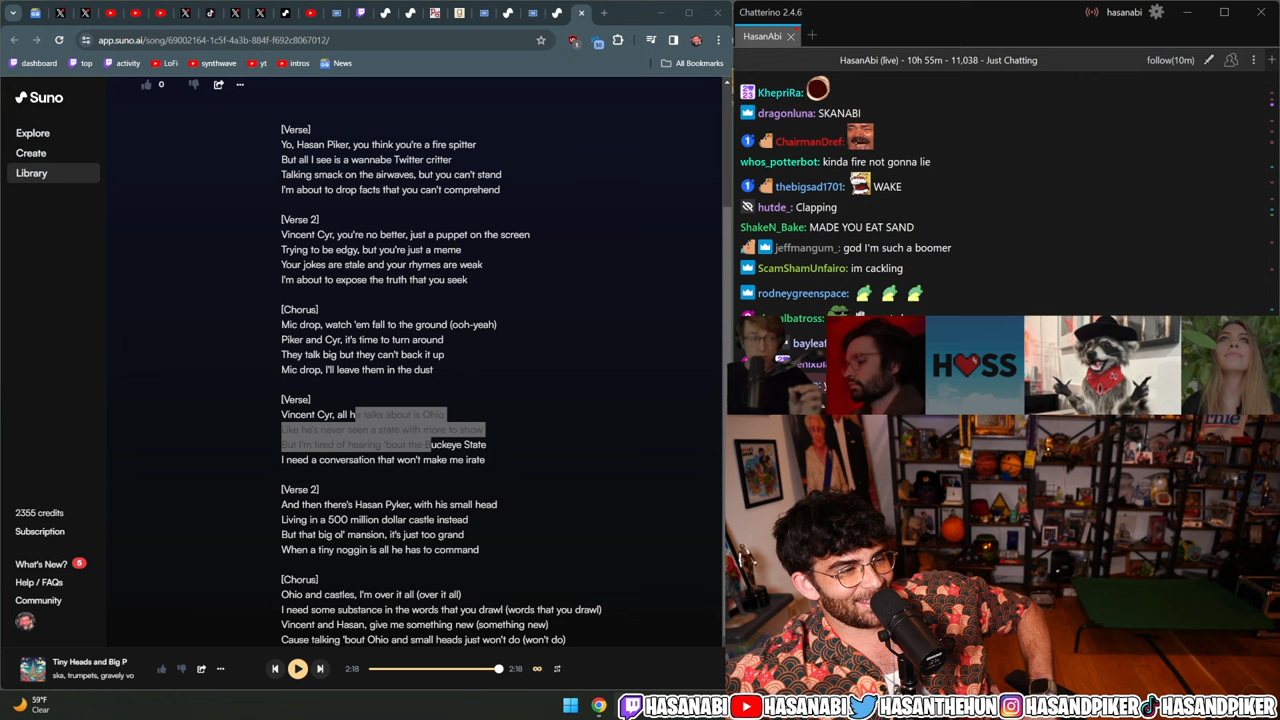 app.suno.ai/song/69002164-1c5f-4a3b-884f-f692c8067012/
dashboard
top
activity
LoFi
synthwave
yt
intros
News
All Bookmarks
Suno
Explore
Create
Library
2355 credits
Subscription
What's New? 5
Help / FAQs
Community
0
[Verse]
Yo, Hasan Piker, you think you're a fire spitter
But all I see is a wannabe Twitter critter
Talking smack on the airwaves, but you can't stand
I'm about to drop facts that you can't comprehend
[Verse 2]
Vincent Cyr, you're no better, just a puppet on the screen
Trying to be edgy, but you're just a meme
Your jokes are stale and your rhymes are weak
I'm about to expose the truth that you seek
[Chorus]
Mic drop, watch 'em fall to the ground (ooh-yeah)
Piker and Cyr, it's time to turn around
They talk big but they can't back it up
Mic drop, I'll leave them in the dust
[Verse]
Vincent Cyr, all he talks about is Ohio
Like he's never seen a state with more to show
But I'm tired of hearing 'bout the Buckeye State
I need a conversation that won't make me irate
[Verse 2]
And then there's Hasan Pyker, with his small head
Living in a 500 million dollar castle instead
But that big ol' mansion, it's just too grand
When a tiny noggin is all he has to command
[Chorus]
Ohio and castles, I'm over it all (over it all)
I need some substance in the words that you drawl (words that you drawl)
Vincent and Hasan, give me something new (something new)
Cause talking 'bout Ohio and small heads just won't do (won't do)
Tiny Heads and Big P
ska, trumpets, gravely vo
2:18
2:18
59°F
Clear
Chatterino 2.4.6
hasanabi
HasanAbi
HasanAbi (live) - 10h 55m - 11,038 - Just Chatting
follow(10m)
KhepriRa:
dragonluna: SKANABI
ChairmanDref:
whos_potterbot: kinda fire not gonna lie
thebigsad1701: WAKE
hutde_: Clapping
ShakeN_Bake: MADE YOU EAT SAND
jeffmangum_: god I'm such a boomer
ScamShamUnfairo: im cackling
rodneygreenspace:
albatross:
bayleaf
HASANABI
HASANABI
HASANTHEHUN
HASANDPIKER
HASANDPIKER